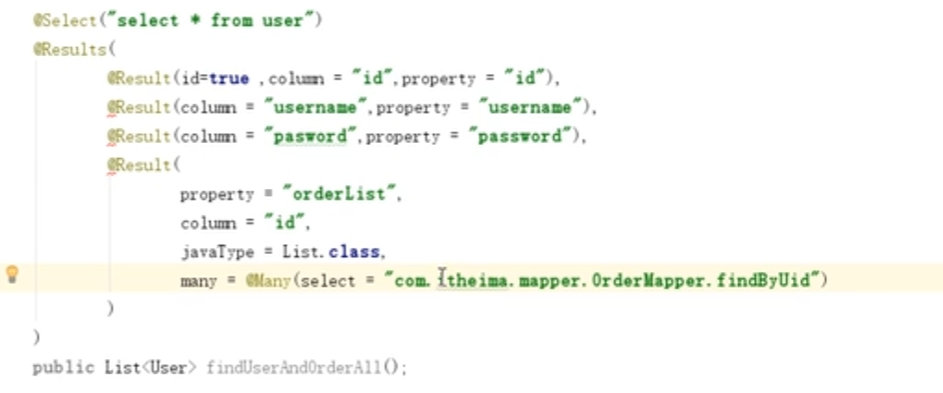 @Select("select * from user")
@Results(
@Result(id=true ,column = "id",property = "id"),
@Result(column = "username",property = "username"),
@Result(column = "pasword",property = "password"),
@Result(
property = "orderList",
column = "id",
javaType = List.class,
many = @Many(select = "com.itheima.mapper.OrderMapper.findByUid")
)
)
public List<User> findUserAndOrderAll();